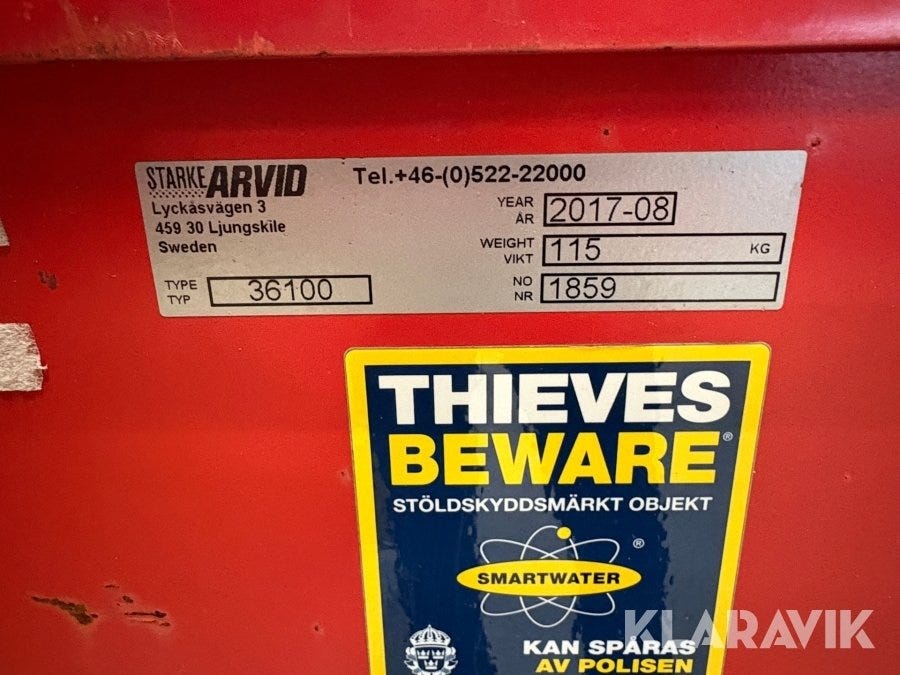 STARKE ARVID
Tel.+46-(0)522-22000
Lyckåsvägen 3
459 30 Ljungskile
Sweden
YEAR
ÅR
2017-08
WEIGHT
VIKT
115 KG
TYPE
TYP
36100
NO
NR
1859
THIEVES
BEWARE®
STÖLDSKYDDSMÄRKT OBJEKT
®
SMARTWATER
KAN SPÅRAS
AV POLISEN
KLARAVIK